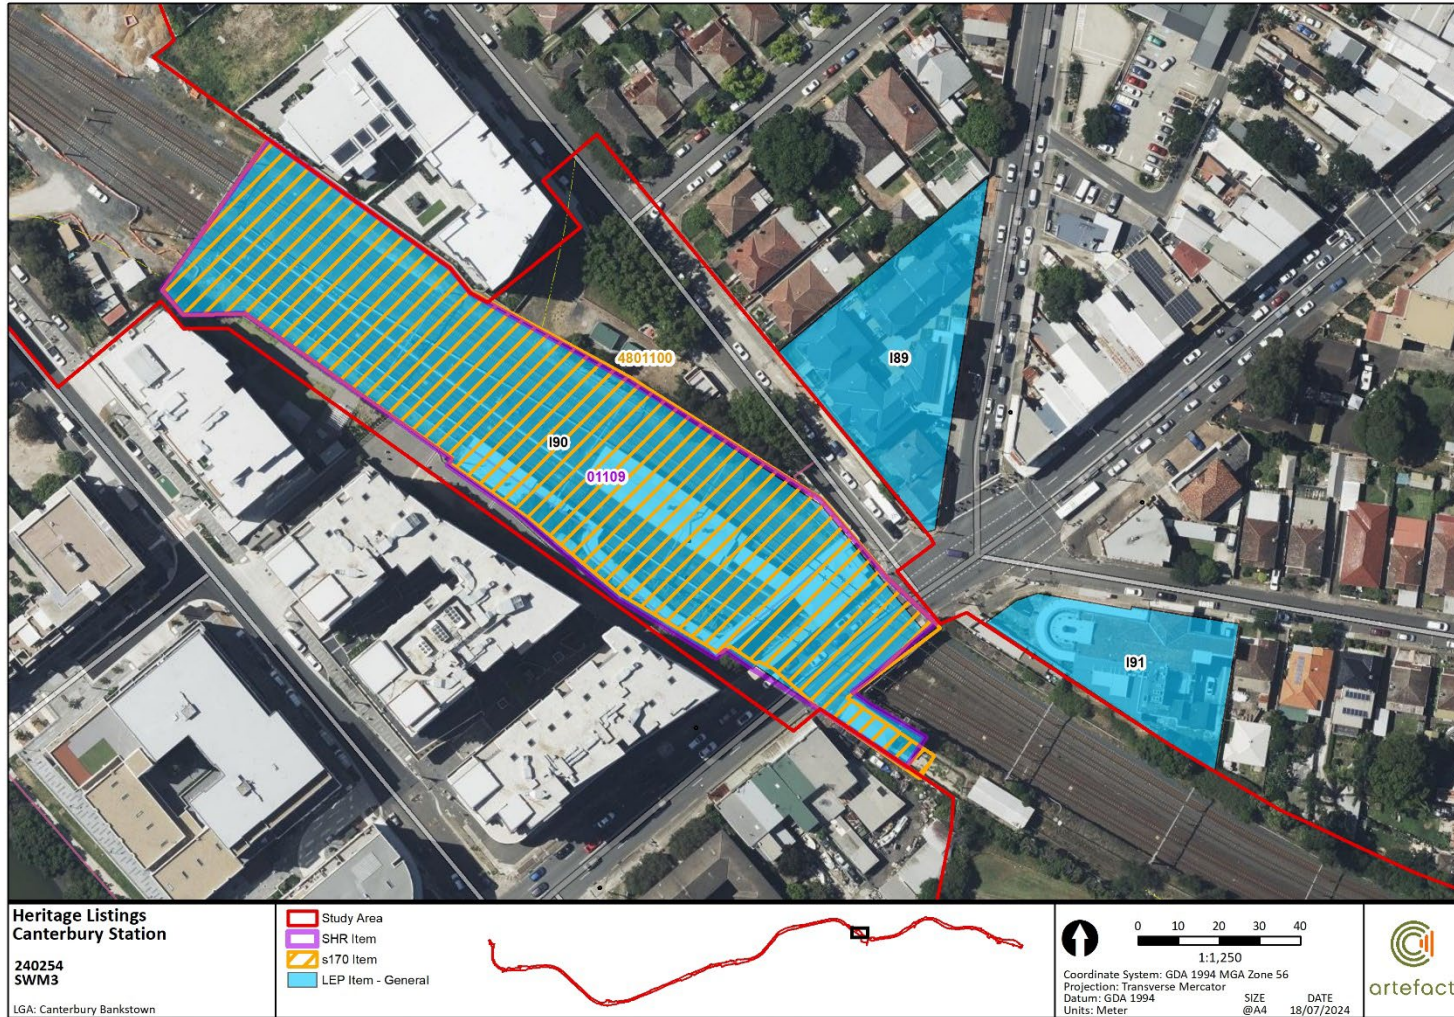 I89
4801100
I90
01109
I91
Heritage Listings
Canterbury Station
240254
SWM3
LGA: Canterbury Bankstown
Study Area
SHR Item
s170 Item
LEP Item - General
0 10 20 30 40
1:1,250
Coordinate System: GDA 1994 MGA Zone 56
Projection: Transverse Mercator
Datum: GDA 1994
Units: Meter
SIZE
@A4
DATE
18/07/2024
artefact